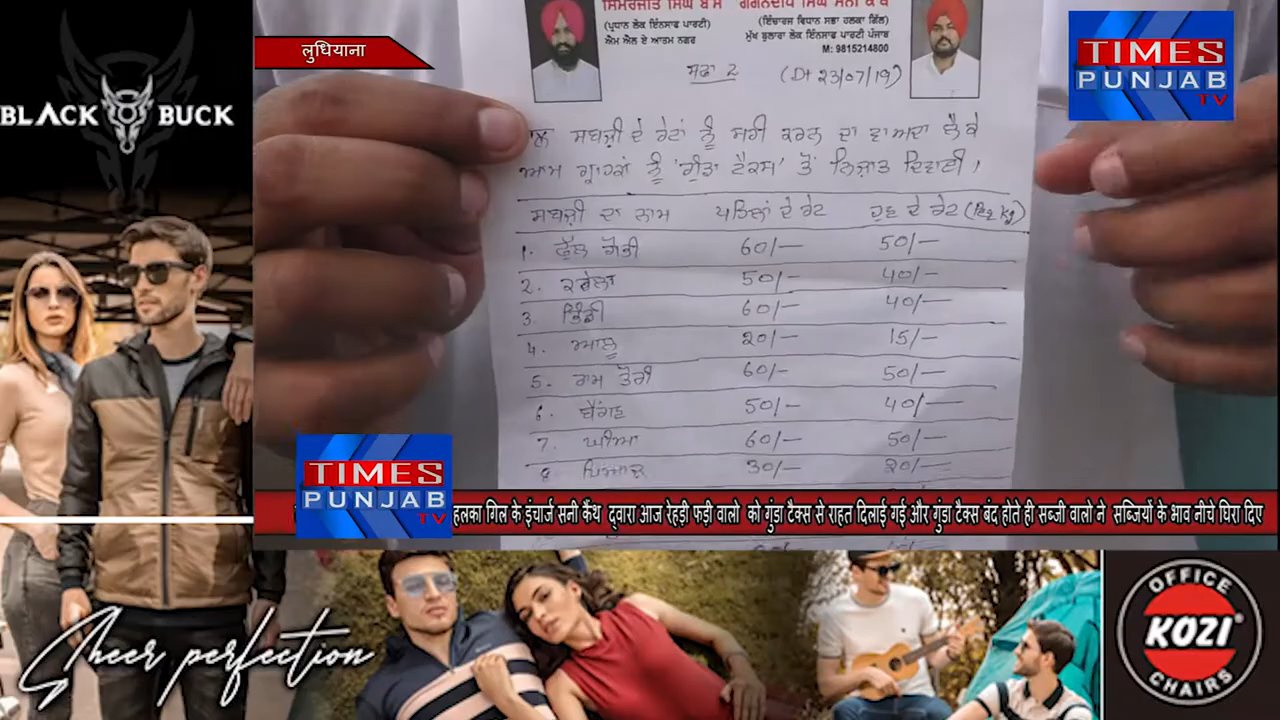 ਲੁਧਿਆਣਾ
BLACK BUCK
(ਪ੍ਰਧਾਨ ਲੋਕ ਇੰਨਸਾਫ ਪਾਰਟੀ)
ਐਮ ਐਲ ਏ ਆਤਮ ਨਗਰ
(ਇੰਚਾਰਜ ਵਿਧਾਨ ਸਭਾ ਹਲਕਾ ਗਿੱਲ)
ਮੁੱਖ ਬੁਲਾਰਾ ਲੋਕ ਇੰਨਸਾਫ ਪਾਰਟੀ ਪੰਜਾਬ
M: 9815214800
ਸਫਾ 2 (Dt 23/07/19)
TIMES
PUNJAB
TV
ਸਬਜ਼ੀ ਦੇ ਰੇਟਾਂ ਨੂੰ ਸਹੀ ਕਰਨ ਦਾ ਵਾਅਦਾ ਲੈਕੇ
ਆਮ ਗ੍ਰਾਹਕਾਂ ਨੂੰ 'ਗੁੰਡਾ ਟੈਕਸ' ਤੋਂ ਨਿਜ਼ਾਤ ਦਿਵਾਈ।
ਸਬਜ਼ੀ ਦਾ ਨਾਮ ਪਹਿਲਾਂ ਦੇ ਰੇਟ ਹੁਣ ਦੇ ਰੇਟ (ਇੱਕ kg)
1. ਫੁੱਲ ਗੋਭੀ 60/— 50/—
2. ਕਰੇਲਾ 50/— 40/—
3. ਭਿੰਡੀ 60/— 40/—
4. ਆਲੂ 20/— 15/—
5. ਰਾਮ ਤੋਰੀ 60/— 50/—
6. ਬੈਂਗਣ 50/— 40/—
7. ਘੀਆ 60/— 50/—
8 ਪਿਆਜ਼ 30/— 20/—
TIMES
PUNJAB
TV
हलका गिल के इंचार्ज सनी कैंथ दुवारा आज रेहड़ी फड़ी वालो को गुंडा टैक्स से राहत दिलाई गई और गुंडा टैक्स बंद होते ही सब्जी वालो ने सब्जियों के भाव नीचे घिरा दिए
Sheer perfection
OFFICE
KOZI®
CHAIRS